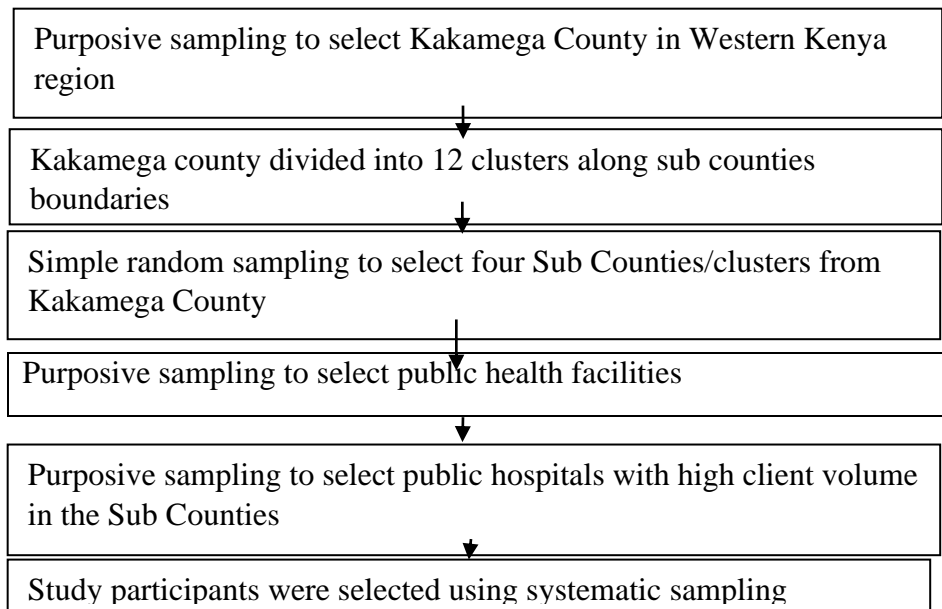 Purposive sampling to select Kakamega County in Western Kenya
region
Kakamega county divided into 12 clusters along sub counties
boundaries
Simple random sampling to select four Sub Counties/clusters from
Kakamega County
Purposive sampling to select public health facilities
Purposive sampling to select public hospitals with high client volume
in the Sub Counties
Study participants were selected using systematic sampling